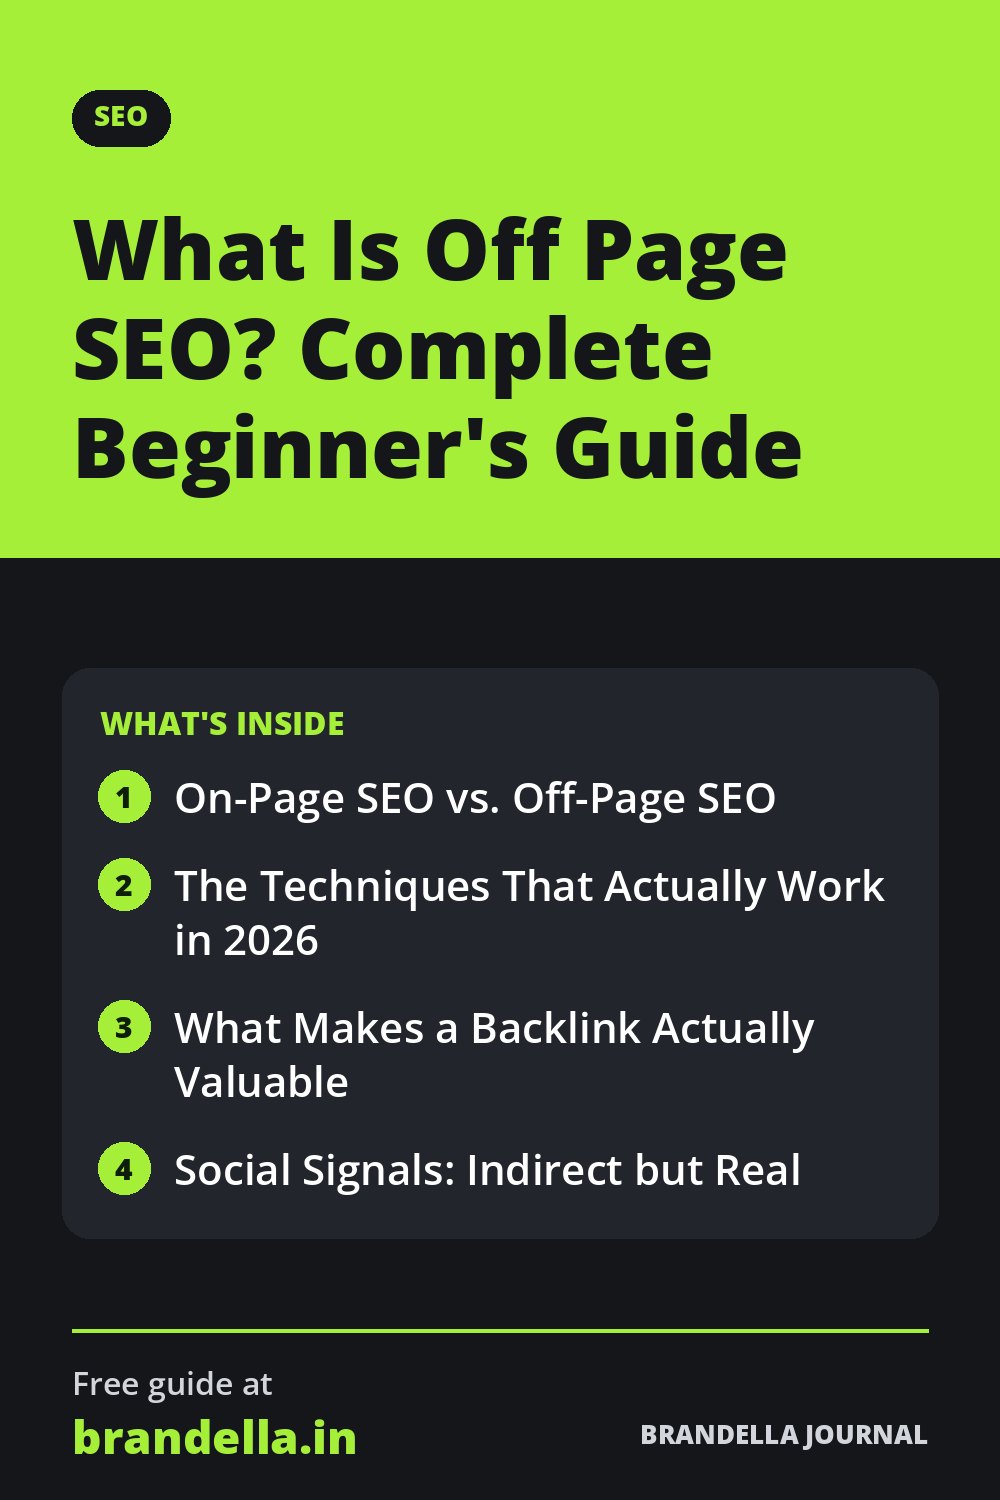 SEO
What Is Off Page
SEO? Complete
Beginner's Guide
WHAT'S INSIDE
1 On-Page SEO vs. Off-Page SEO
2 The Techniques That Actually Work
in 2026
3 What Makes a Backlink Actually
Valuable
4 Social Signals: Indirect but Real
Free guide at
brandella.in
BRANDELLA JOURNAL